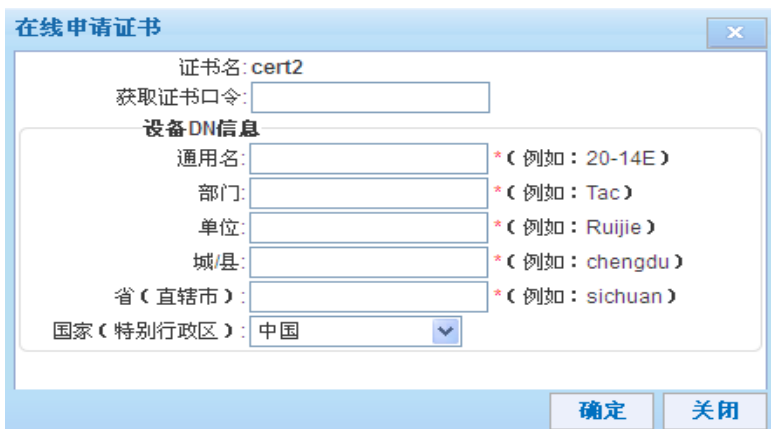 在线申请证书
证书名: cert2
获取证书口令:
设备DN信息
通用名: *（例如：20-14E）
部门: *（例如：Tac）
单位: *（例如：Ruijie）
城/县: *（例如：chengdu）
省（直辖市）: *（例如：sichuan）
国家（特别行政区）: 中国
确定 关闭